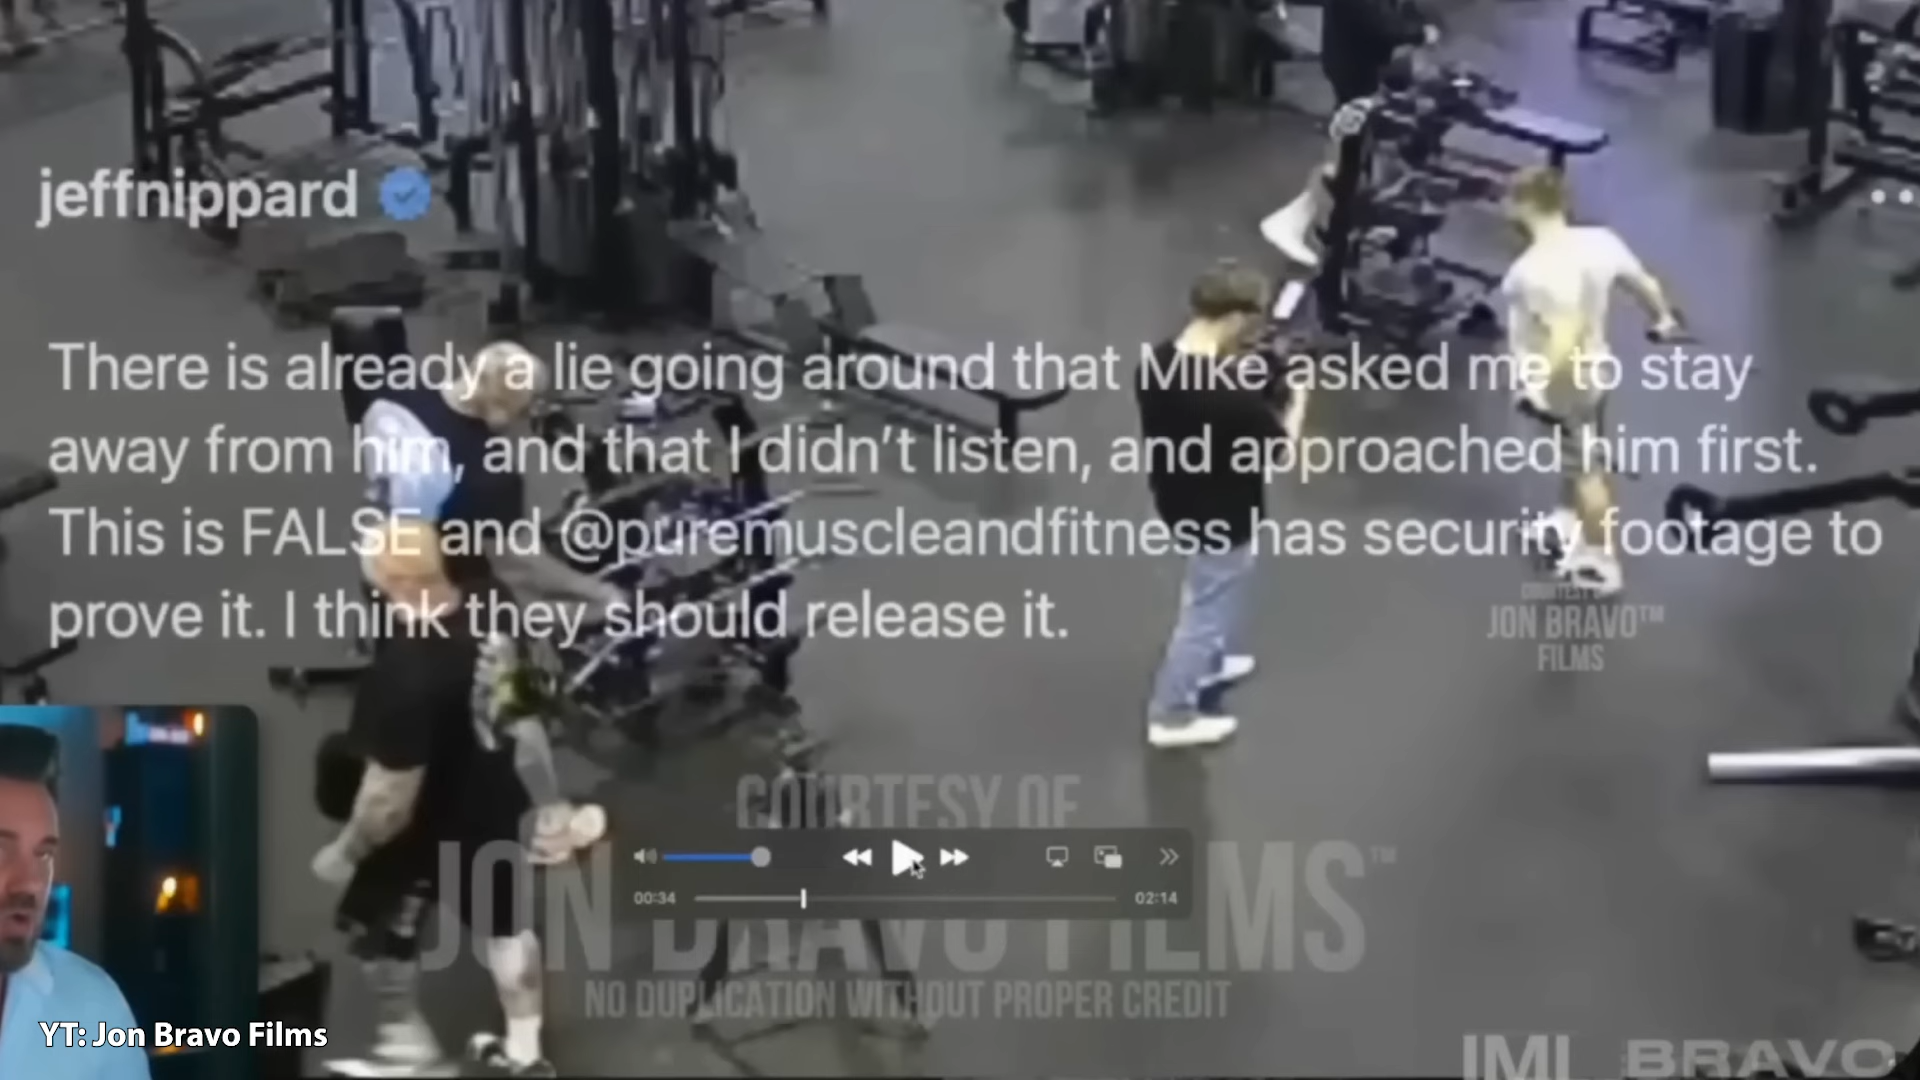 jeffnippard
There is already a lie going around that Mike asked me to stay
away from him, and that I didn't listen, and approached him first.
This is FALSE and @puremuscleandfitness has security footage to
prove it. I think they should release it.
COURTESY OF
JON BRAVO™
FILMS
COURTESY OF
JON BRAVO FILMS™
NO DUPLICATION WITHOUT PROPER CREDIT
00:34
02:14
YT: Jon Bravo Films
BRAVO